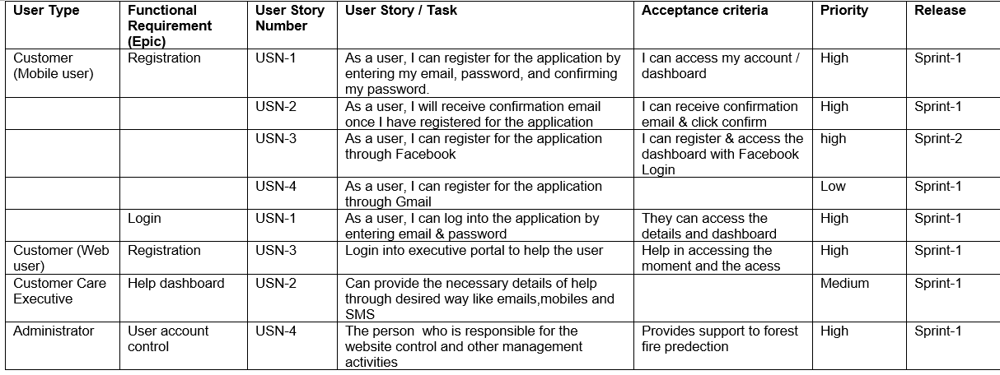 User Type Functional Requirement (Epic) User Story Number User Story / Task Acceptance criteria Priority Release
Customer (Mobile user) Registration USN-1 As a user, I can register for the application by entering my email, password, and confirming my password. I can access my account / dashboard High Sprint-1
USN-2 As a user, I will receive confirmation email once I have registered for the application I can receive confirmation email & click confirm High Sprint-1
USN-3 As a user, I can register for the application through Facebook I can register & access the dashboard with Facebook Login high Sprint-2
USN-4 As a user, I can register for the application through Gmail Low Sprint-1
Login USN-1 As a user, I can log into the application by entering email & password They can access the details and dashboard High Sprint-1
Customer (Web user) Registration USN-3 Login into executive portal to help the user Help in accessing the moment and the acess High Sprint-1
Customer Care Executive Help dashboard USN-2 Can provide the necessary details of help through desired way like emails,mobiles and SMS Medium Sprint-1
Administrator User account control USN-4 The person who is responsible for the website control and other management activities Provides support to forest fire predection High Sprint-1